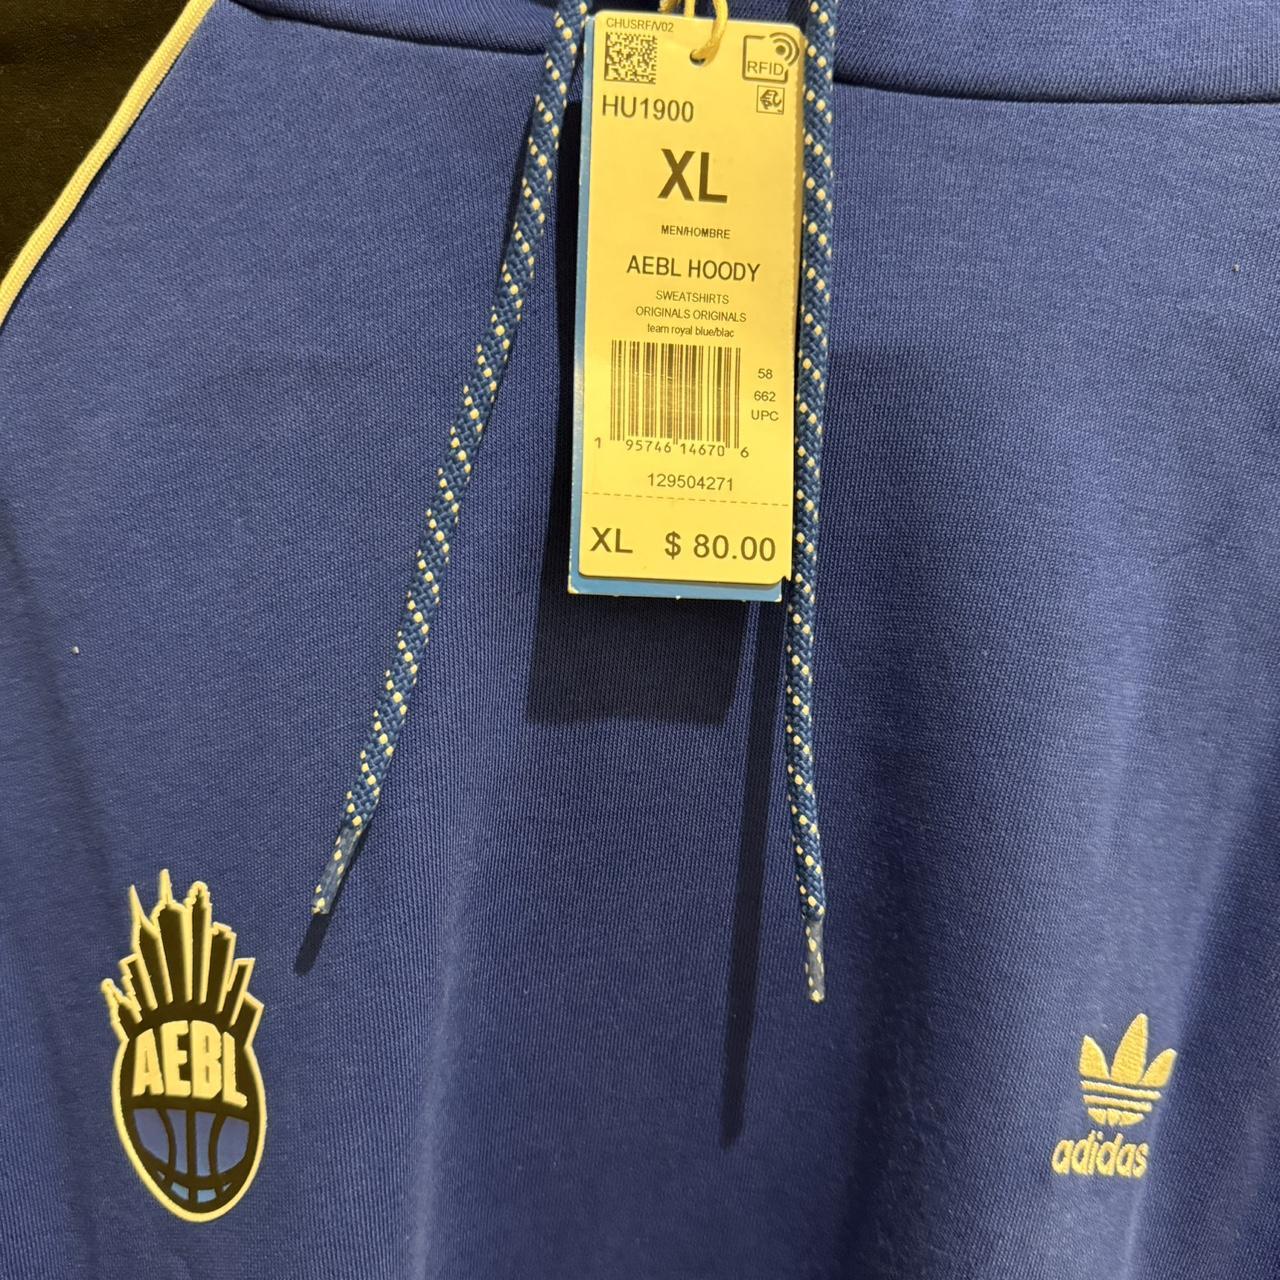 CHUSRF/V02
RFID
HU1900
XL
MEN/HOMBRE
AEBL HOODY
SWEATSHIRTS
ORIGINALS ORIGINALS
team royal blue/blac
58
662
UPC
1 95746 14670 6
129504271
XL $ 80.00
AEBL
adidas